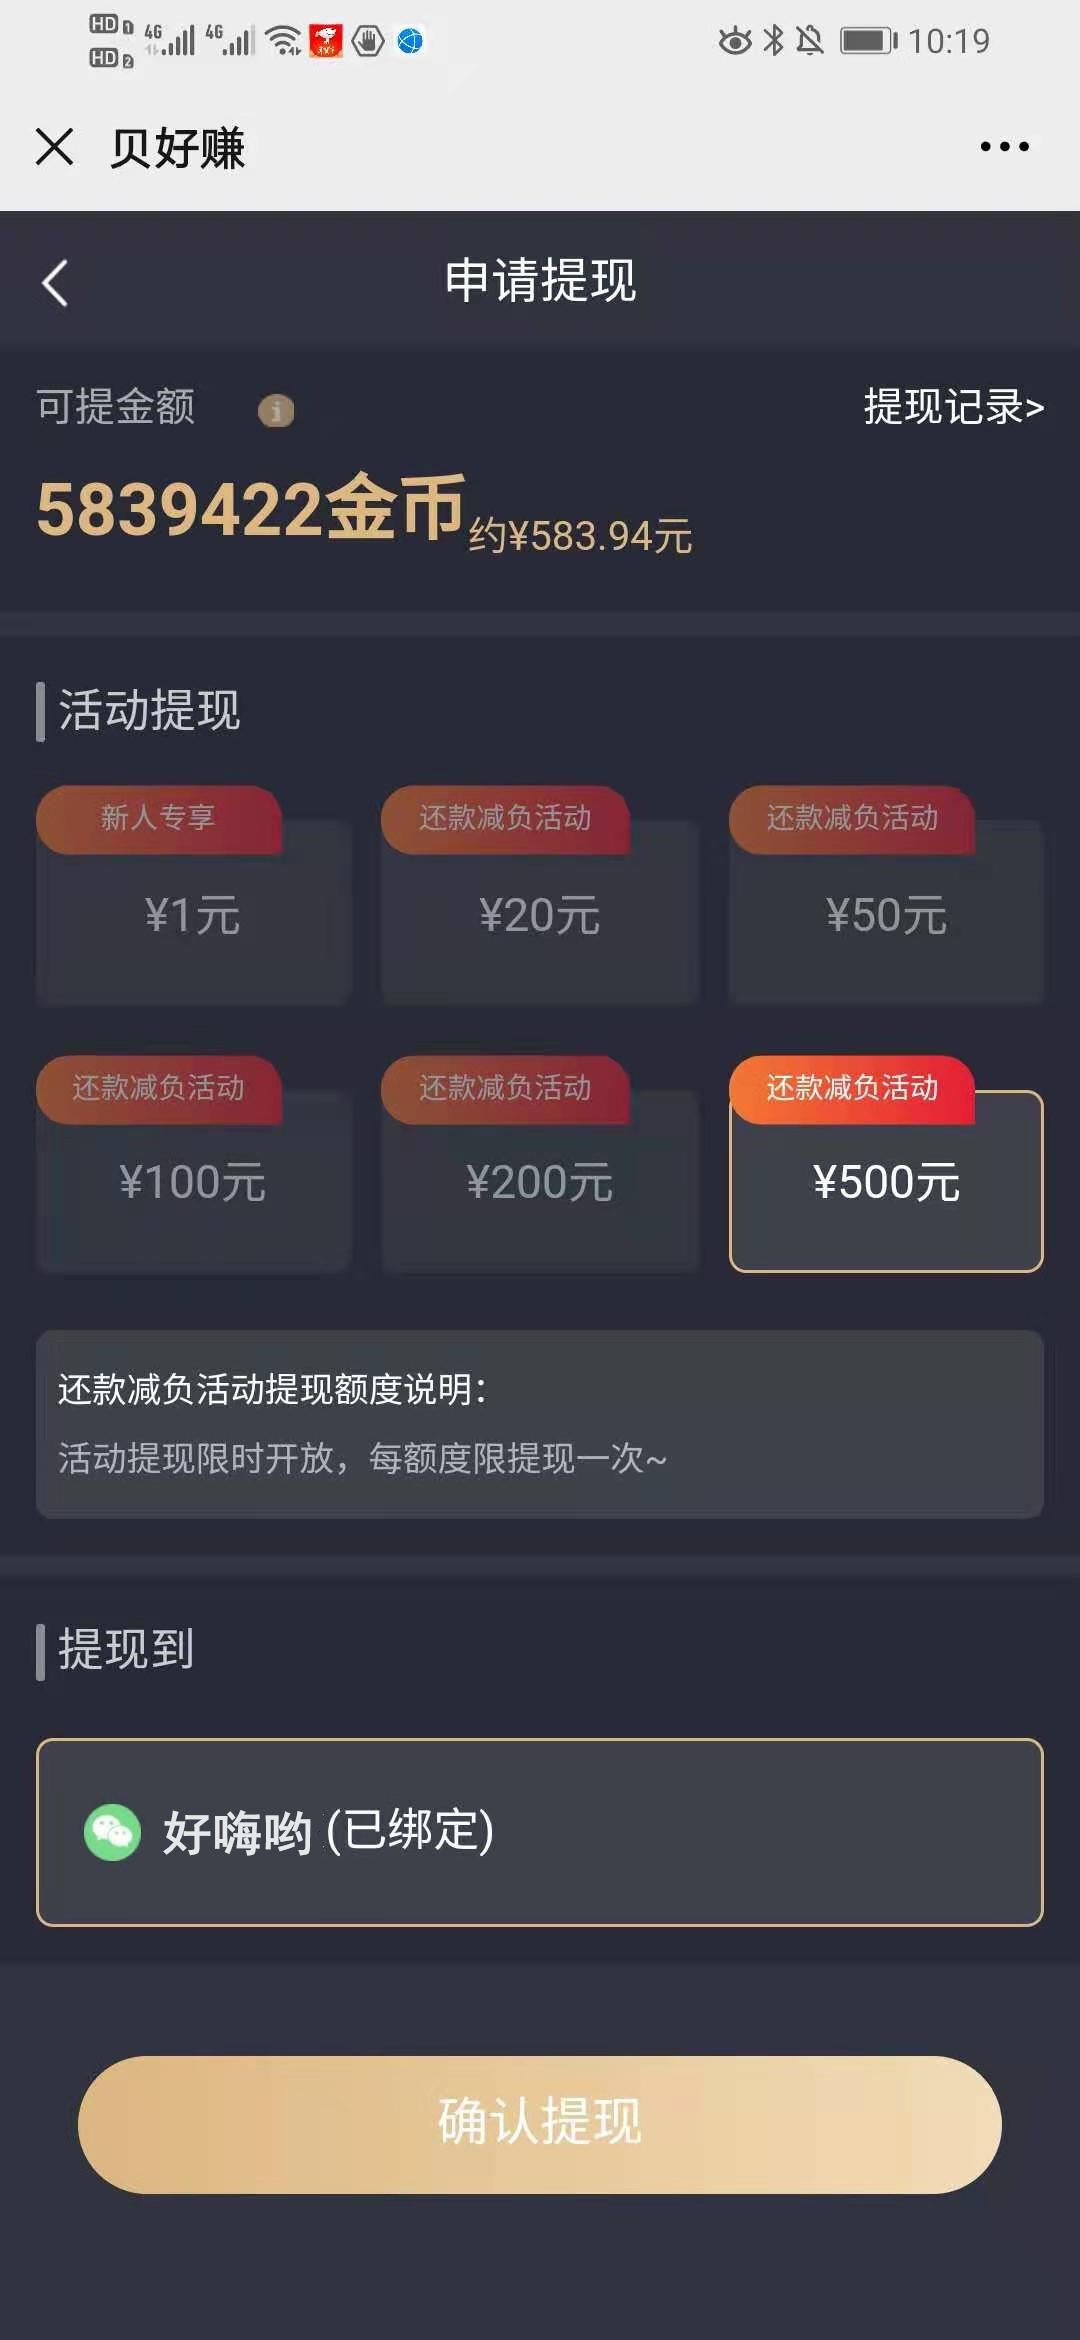 HD 1 4G 4G 10:19
HD 2
贝好赚
申请提现
可提金额 提现记录>
5839422金币约¥583.94元
活动提现
新人专享 还款减负活动 还款减负活动
¥1元 ¥20元 ¥50元
还款减负活动 还款减负活动 还款减负活动
¥100元 ¥200元 ¥500元
还款减负活动提现额度说明：
活动提现限时开放，每额度限提现一次~
提现到
好嗨哟 (已绑定)
确认提现